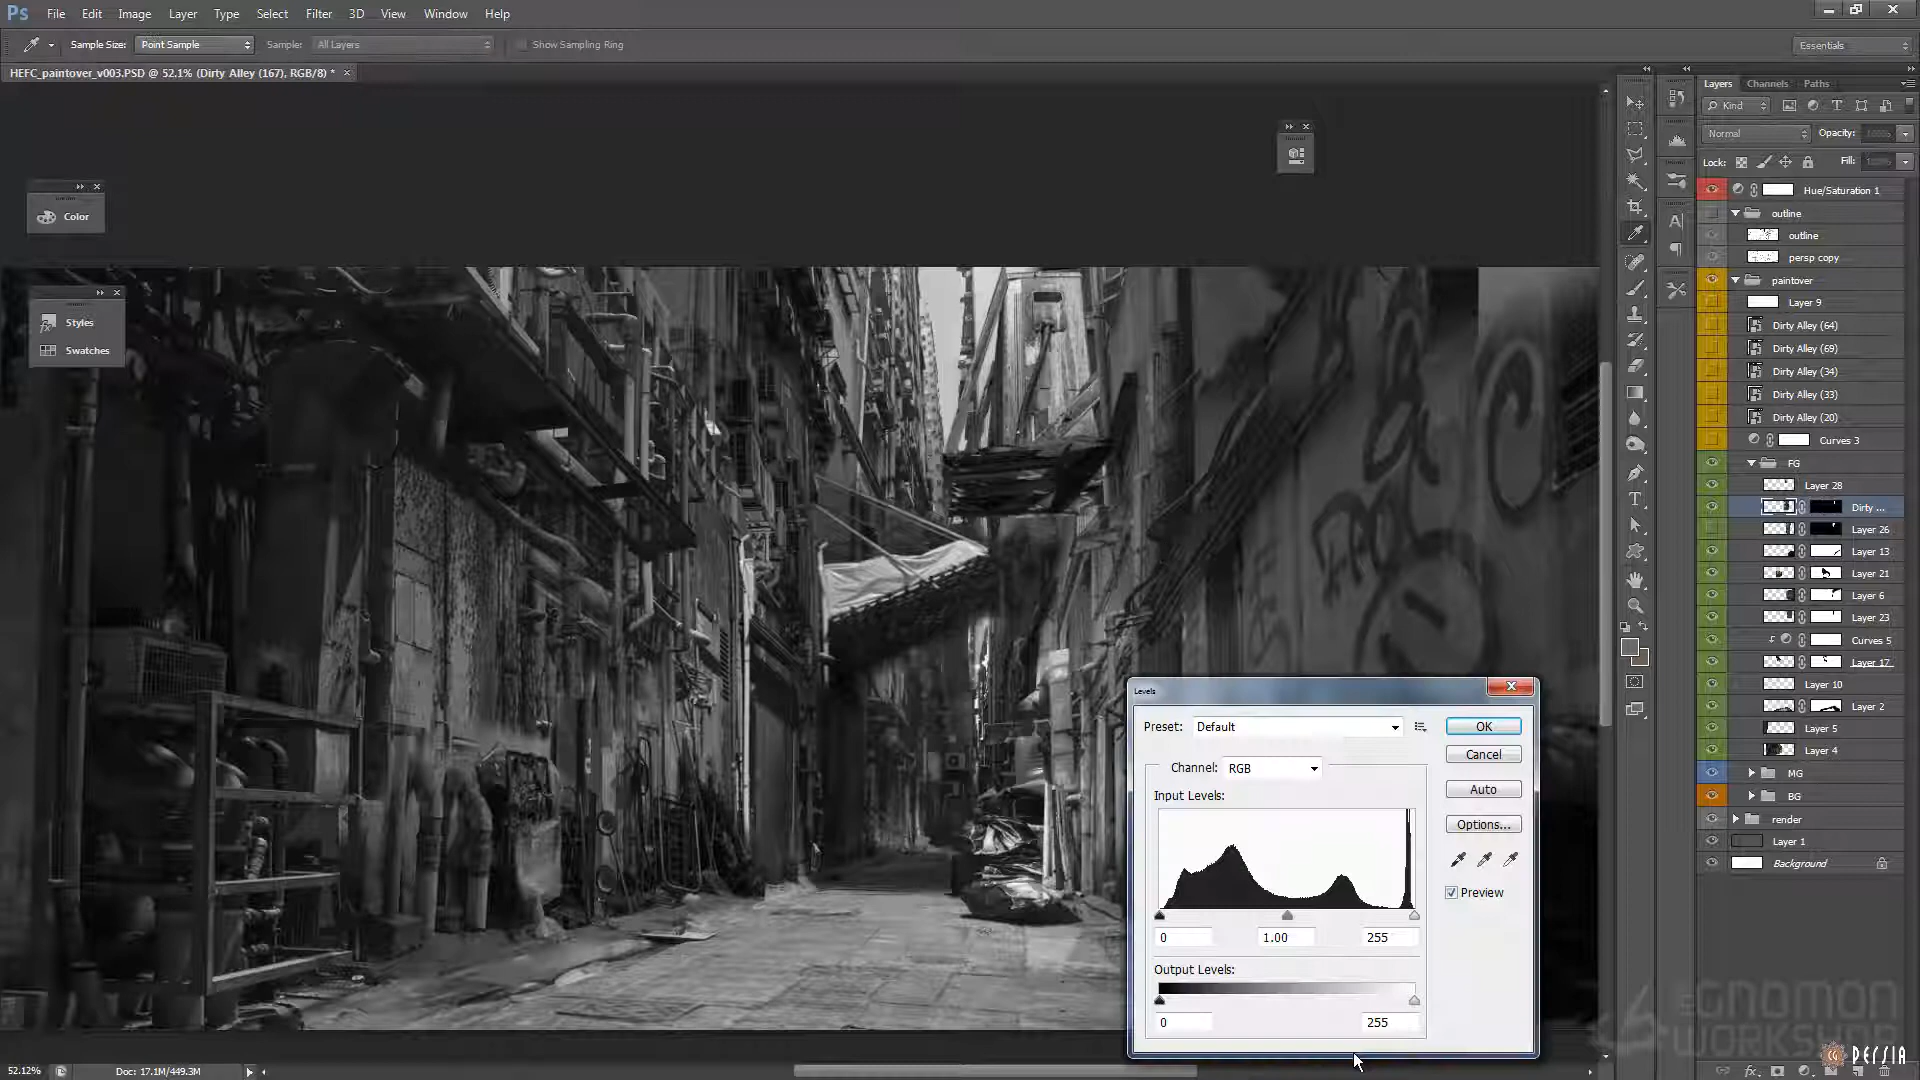 Ps File Edit Image Layer Type Select Filter 3D View Window Help
Sample Size: Point Sample Sample: All Layers Show Sampling Ring Essentials
HEFC_paintover_v003.PSD @ 52.1% (Dirty Alley (167), RGB/8) *
Layers Channels Paths
Kind
Normal Opacity:
Lock: Fill:
Color
Styles
Swatches
Hue/Saturation 1
outline
outline
persp copy
paintover
Layer 9
Dirty Alley (64)
Dirty Alley (69)
Dirty Alley (34)
Dirty Alley (33)
Dirty Alley (20)
Curves 3
FG
Layer 28
Dirty ...
Layer 26
Layer 13
Layer 21
Layer 6
Layer 23
Curves 5
Layer 17
Layer 10
Layer 2
Layer 5
Layer 4
MG
BG
render
Layer 1
Background
Levels
Preset: Default
OK
Cancel
Channel: RGB
Auto
Input Levels:
Options...
Preview
0 1.00 255
Output Levels:
0 255
GNOMON
WORKSHOP
CG PERSIA
52.12% Doc: 17.1M/449.3M